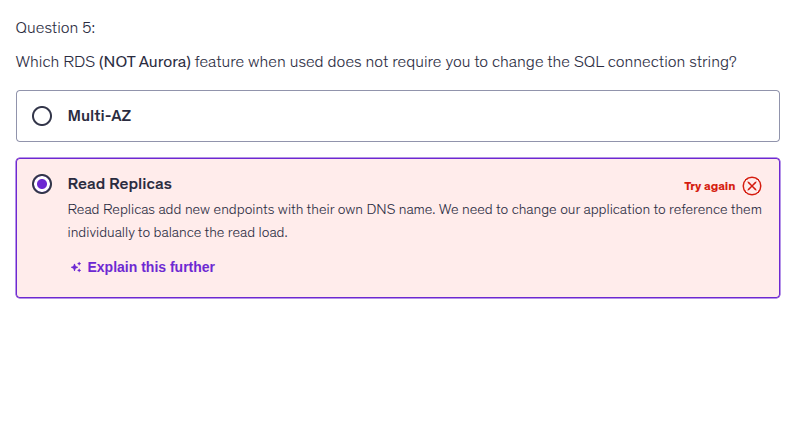 Question 5:
Which RDS (NOT Aurora) feature when used does not require you to change the SQL connection string?
Multi-AZ
Read Replicas
Try again
Read Replicas add new endpoints with their own DNS name. We need to change our application to reference them
individually to balance the read load.
Explain this further